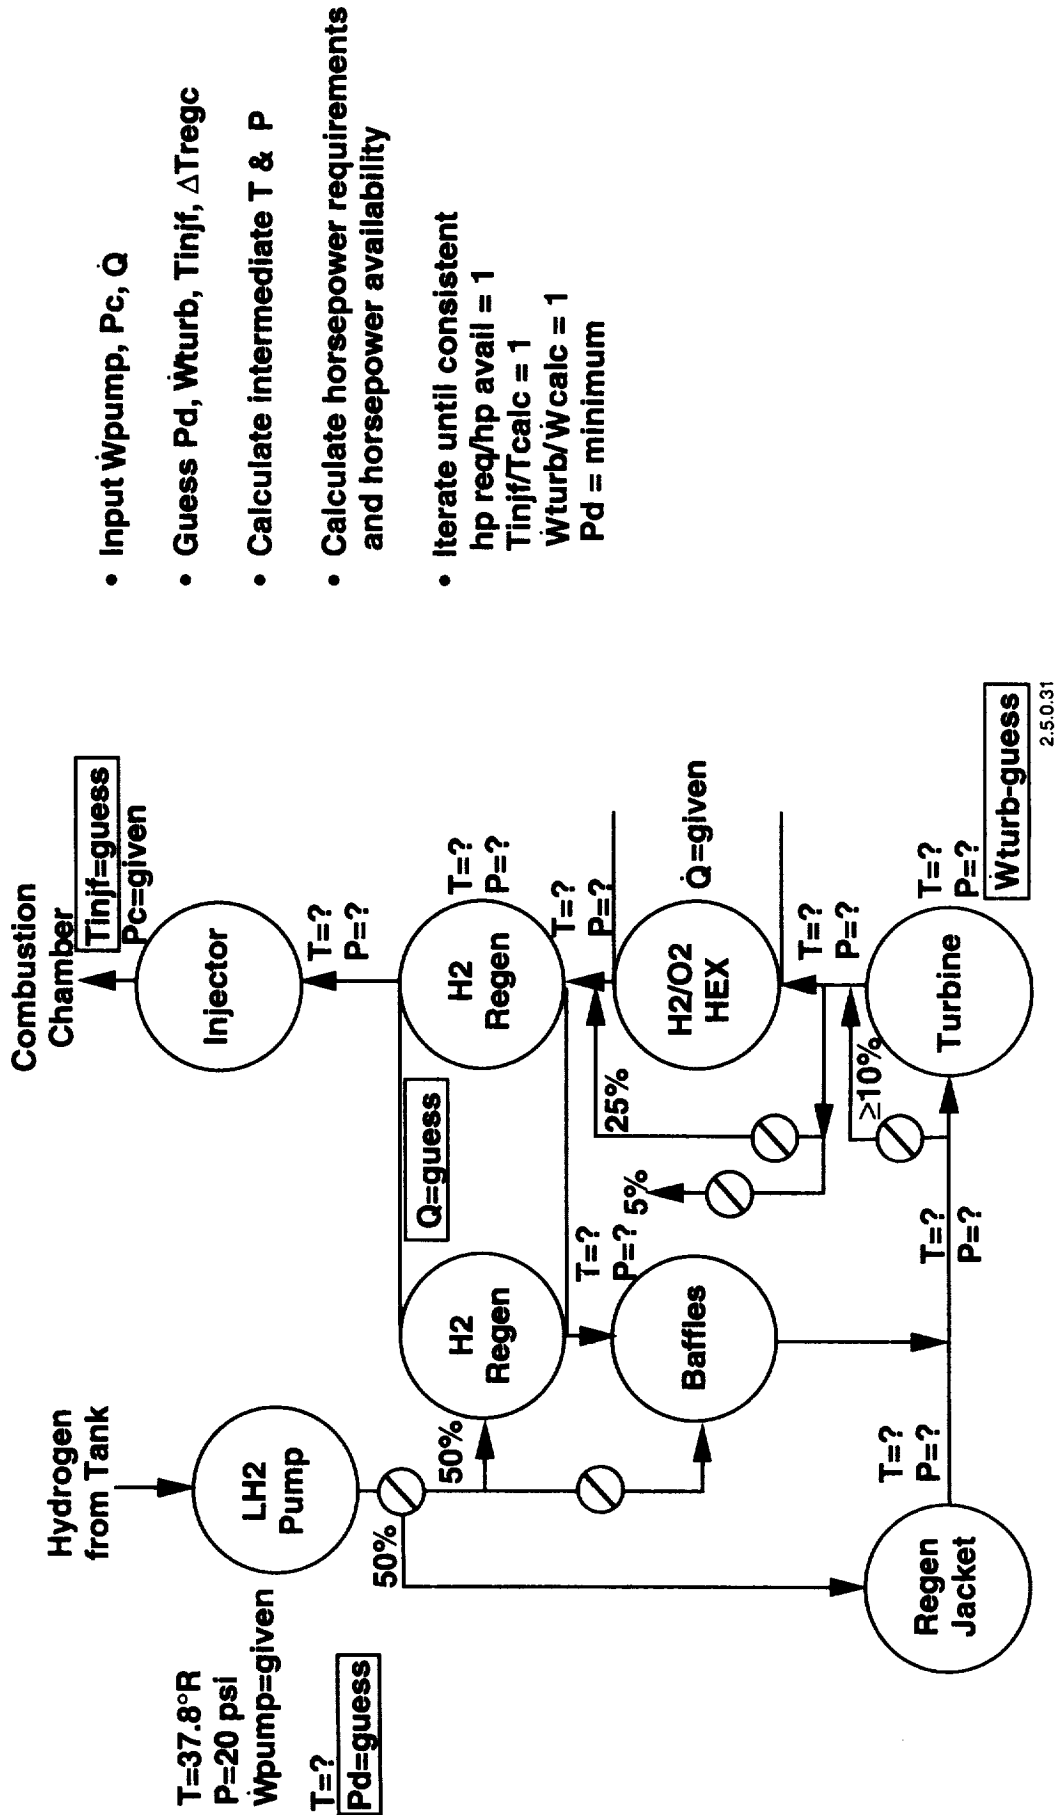 Hydrogen
from Tank
T=37.8°R
P=20 psi
Ẇpump=given
T=?
Pd=guess
LH2
Pump
50%
50%
H2
Regen
Q=guess
T=?
P=?
Baffles
Regen
Jacket
T=?
P=?
T=?
P=?
Combustion
Chamber
Tinjf=guess
Pc=given
Injector
T=?
P=?
H2
Regen
T=?
P=?
T=?
P=?
25%
5%
H2/O2
HEX
Q̇=given
T=?
P=?
≥10%
Turbine
T=?
P=?
Ẇturb-guess
2.5.0.31
• Input Ẇpump, Pc, Q̇
• Guess Pd, Ẇturb, Tinjf, ΔTregc
• Calculate intermediate T & P
• Calculate horsepower requirements
and horsepower availability
• Iterate until consistent
hp req/hp avail = 1
Tinjf/Tcalc = 1
Ẇturb/Ẇcalc = 1
Pd = minimum